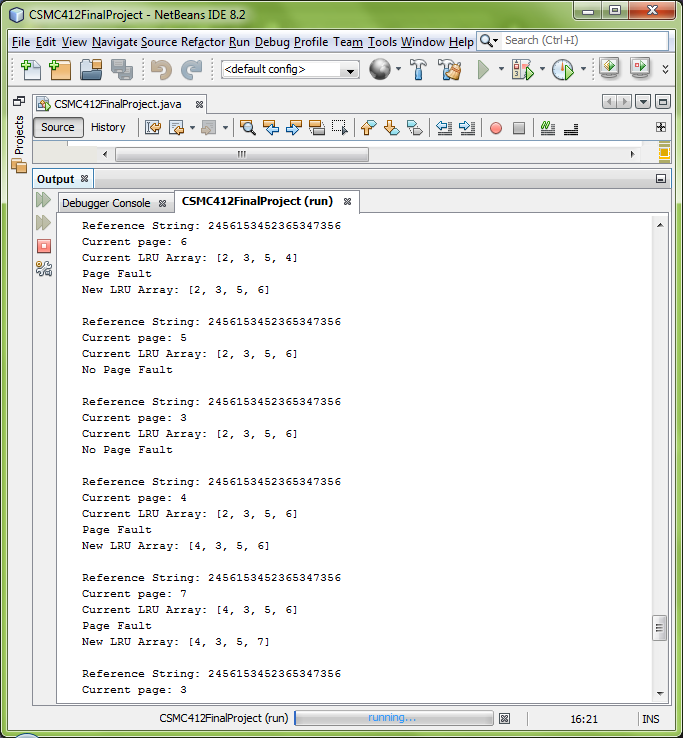 CSMC412FinalProject - NetBeans IDE 8.2
File Edit View Navigate Source Refactor Run Debug Profile Team Tools Window Help Search (Ctrl+I)
<default config>
Projects
CSMC412FinalProject.java
Source History
Output
Debugger Console CSMC412FinalProject (run)
Reference String: 2456153452365347356
Current page: 6
Current LRU Array: [2, 3, 5, 4]
Page Fault
New LRU Array: [2, 3, 5, 6]
Reference String: 2456153452365347356
Current page: 5
Current LRU Array: [2, 3, 5, 6]
No Page Fault
Reference String: 2456153452365347356
Current page: 3
Current LRU Array: [2, 3, 5, 6]
No Page Fault
Reference String: 2456153452365347356
Current page: 4
Current LRU Array: [2, 3, 5, 6]
Page Fault
New LRU Array: [4, 3, 5, 6]
Reference String: 2456153452365347356
Current page: 7
Current LRU Array: [4, 3, 5, 6]
Page Fault
New LRU Array: [4, 3, 5, 7]
Reference String: 2456153452365347356
Current page: 3
CSMC412FinalProject (run) running... 16:21 INS